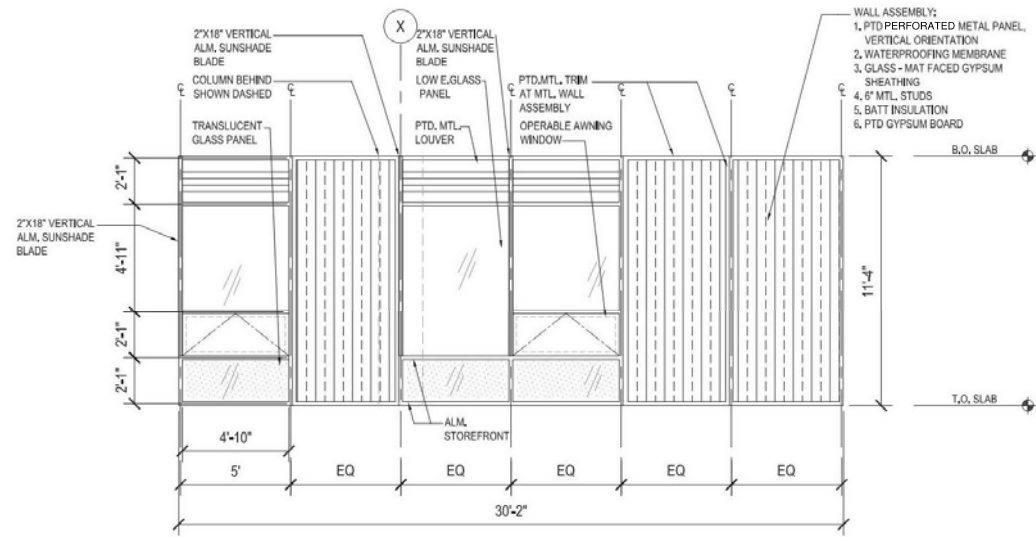 X
2"X18" VERTICAL
ALM. SUNSHADE
BLADE
COLUMN BEHIND
SHOWN DASHED
TRANSLUCENT
GLASS PANEL
2"X18" VERTICAL
ALM. SUNSHADE
BLADE
LOW E.GLASS
PANEL
PTD. MTL.
LOUVER
PTD.MTL. TRIM
AT MTL. WALL
ASSEMBLY
OPERABLE AWNING
WINDOW
WALL ASSEMBLY:
1. PTD PERFORATED METAL PANEL,
VERTICAL ORIENTATION
2. WATERPROOFING MEMBRANE
3. GLASS - MAT FACED GYPSUM
SHEATHING
4. 6" MTL. STUDS
5. BATT INSULATION
6. PTD GYPSUM BOARD
B.O. SLAB
2'-1"
2"X18" VERTICAL
ALM. SUNSHADE
BLADE
4'-11"
2'-1"
2'-1"
11'-4"
T.O. SLAB
ALM.
STOREFRONT
4'-10"
5' EQ EQ EQ EQ EQ
30'-2"